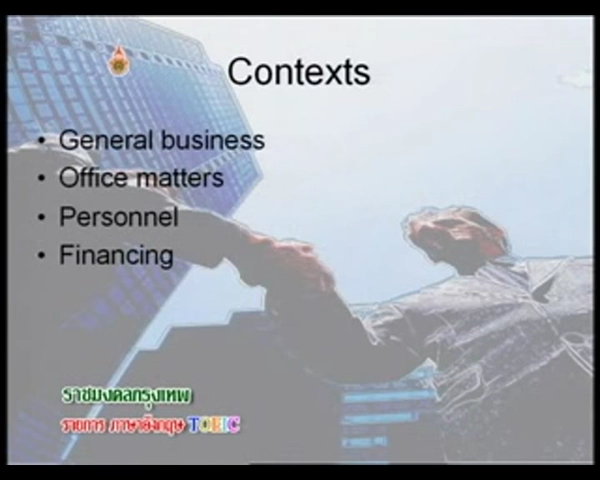 Contexts
• General business
• Office matters
• Personnel
• Financing
ราชมงคลกรุงเทพ
รายการ ภาษาอังกฤษ TOEIC